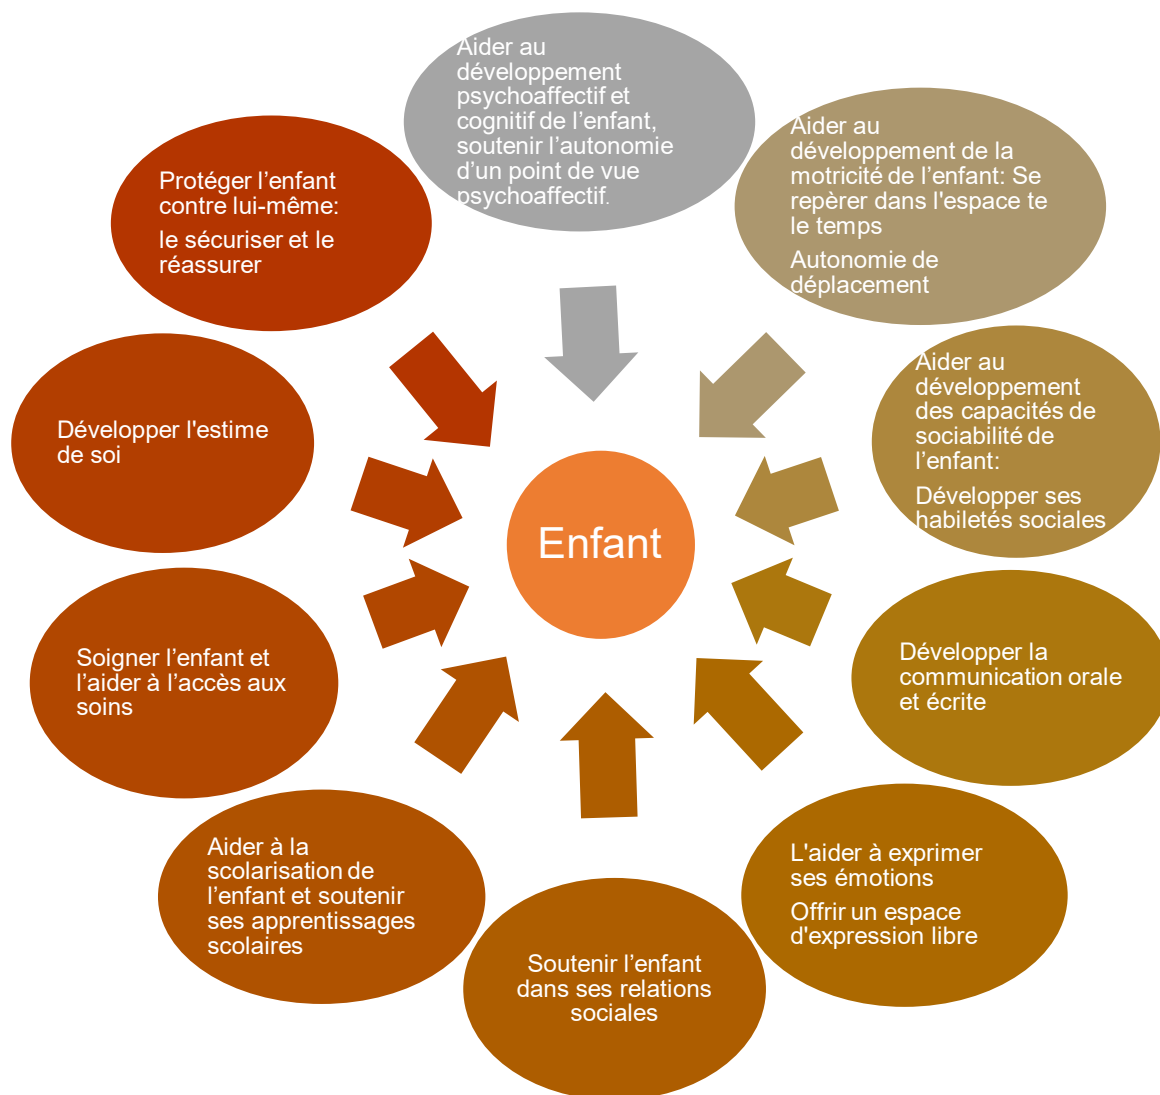 Aider au
développement
psychoaffectif et
cognitif de l’enfant,
soutenir l’autonomie
d’un point de vue
psychoaffectif.
Aider au
développement de la
motricité de l’enfant: Se
repèrer dans l'espace te
le temps
Autonomie de
déplacement
Aider au
développement
des capacités de
sociabilité de
l’enfant:
Développer ses
habiletés sociales
Développer la
communication orale
et écrite
L'aider à exprimer
ses émotions
Offrir un espace
d'expression libre
Soutenir l’enfant
dans ses relations
sociales
Aider à la
scolarisation de
l’enfant et soutenir
ses apprentissages
scolaires
Soigner l’enfant et
l’aider à l’accès aux
soins
Développer l'estime
de soi
Protéger l’enfant
contre lui-même:
le sécuriser et le
réassurer
Enfant